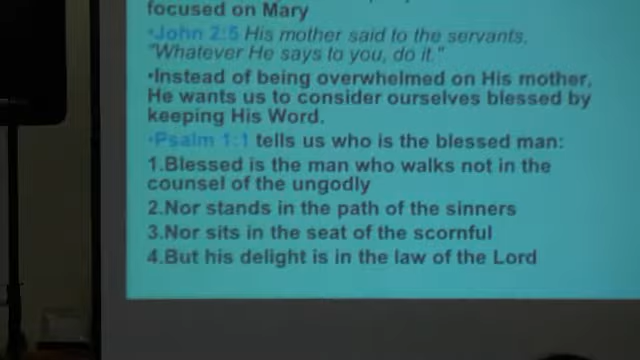 focused on Mary
•John 2:5 His mother said to the servants,
"Whatever He says to you, do it."
•Instead of being overwhelmed on His mother,
He wants us to consider ourselves blessed by
keeping His Word.
•Psalm 1:1 tells us who is the blessed man:
1.Blessed is the man who walks not in the
counsel of the ungodly
2.Nor stands in the path of the sinners
3.Nor sits in the seat of the scornful
4.But his delight is in the law of the Lord